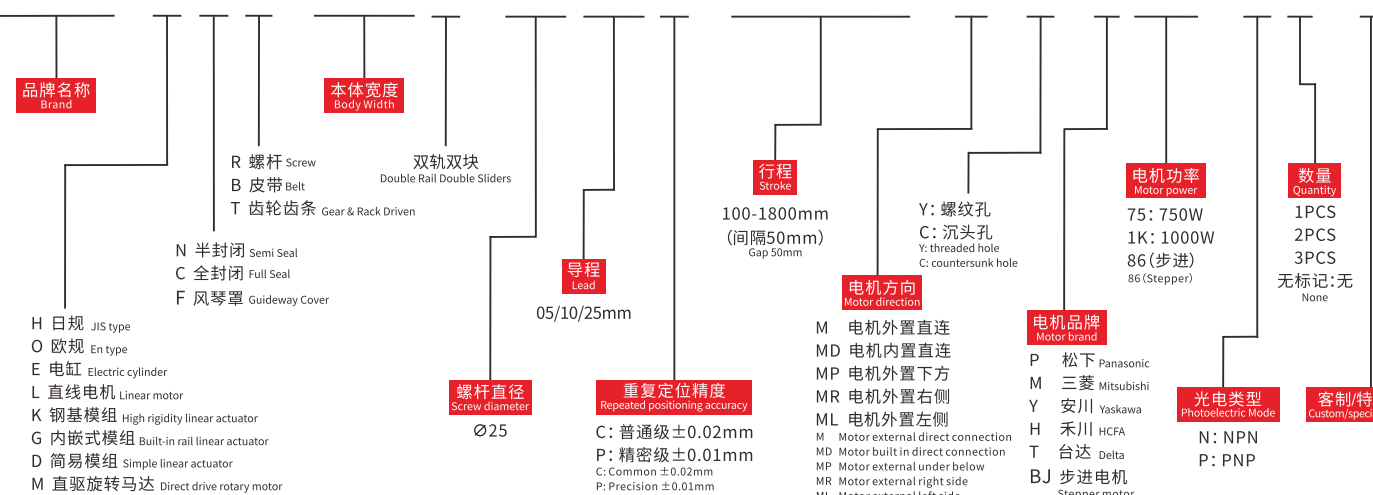 品牌名称
Brand
H 日规 JIS type
O 欧规 En type
E 电缸 Electric cylinder
L 直线电机 Linear motor
K 钢基模组 High rigidity linear actuator
G 内嵌式模组 Built-in rail linear actuator
D 简易模组 Simple linear actuator
M 直驱旋转马达 Direct drive rotary motor
N 半封闭 Semi Seal
C 全封闭 Full Seal
F 风琴罩 Guideway Cover
R 螺杆 Screw
B 皮带 Belt
T 齿轮齿条 Gear & Rack Driven
本体宽度
Body Width
双轨双块
Double Rail Double Sliders
螺杆直径
Screw diameter
Ø25
导程
Lead
05/10/25mm
重复定位精度
Repeated positioning accuracy
C：普通级±0.02mm
P：精密级±0.01mm
C: Common ±0.02mm
P: Precision ±0.01mm
行程
Stroke
100-1800mm
（间隔50mm）
Gap 50mm
电机方向
Motor direction
M 电机外置直连
MD 电机内置直连
MP 电机外置下方
MR 电机外置右侧
ML 电机外置左侧
M Motor external direct connection
MD Motor built in direct connection
MP Motor external under below
MR Motor external right side
ML Motor external left side
Y：螺纹孔
C：沉头孔
Y: threaded hole
C: countersunk hole
电机品牌
Motor brand
P 松下 Panasonic
M 三菱 Mitsubishi
Y 安川 Yaskawa
H 禾川 HCFA
T 台达 Delta
BJ 步进电机
Stepper motor
电机功率
Motor power
75：750W
1K：1000W
86（步进）
86（Stepper）
光电类型
Photoelectric Mode
N：NPN
P：PNP
数量
Quantity
1PCS
2PCS
3PCS
无标记：无
None
客制/特
Custom/speci